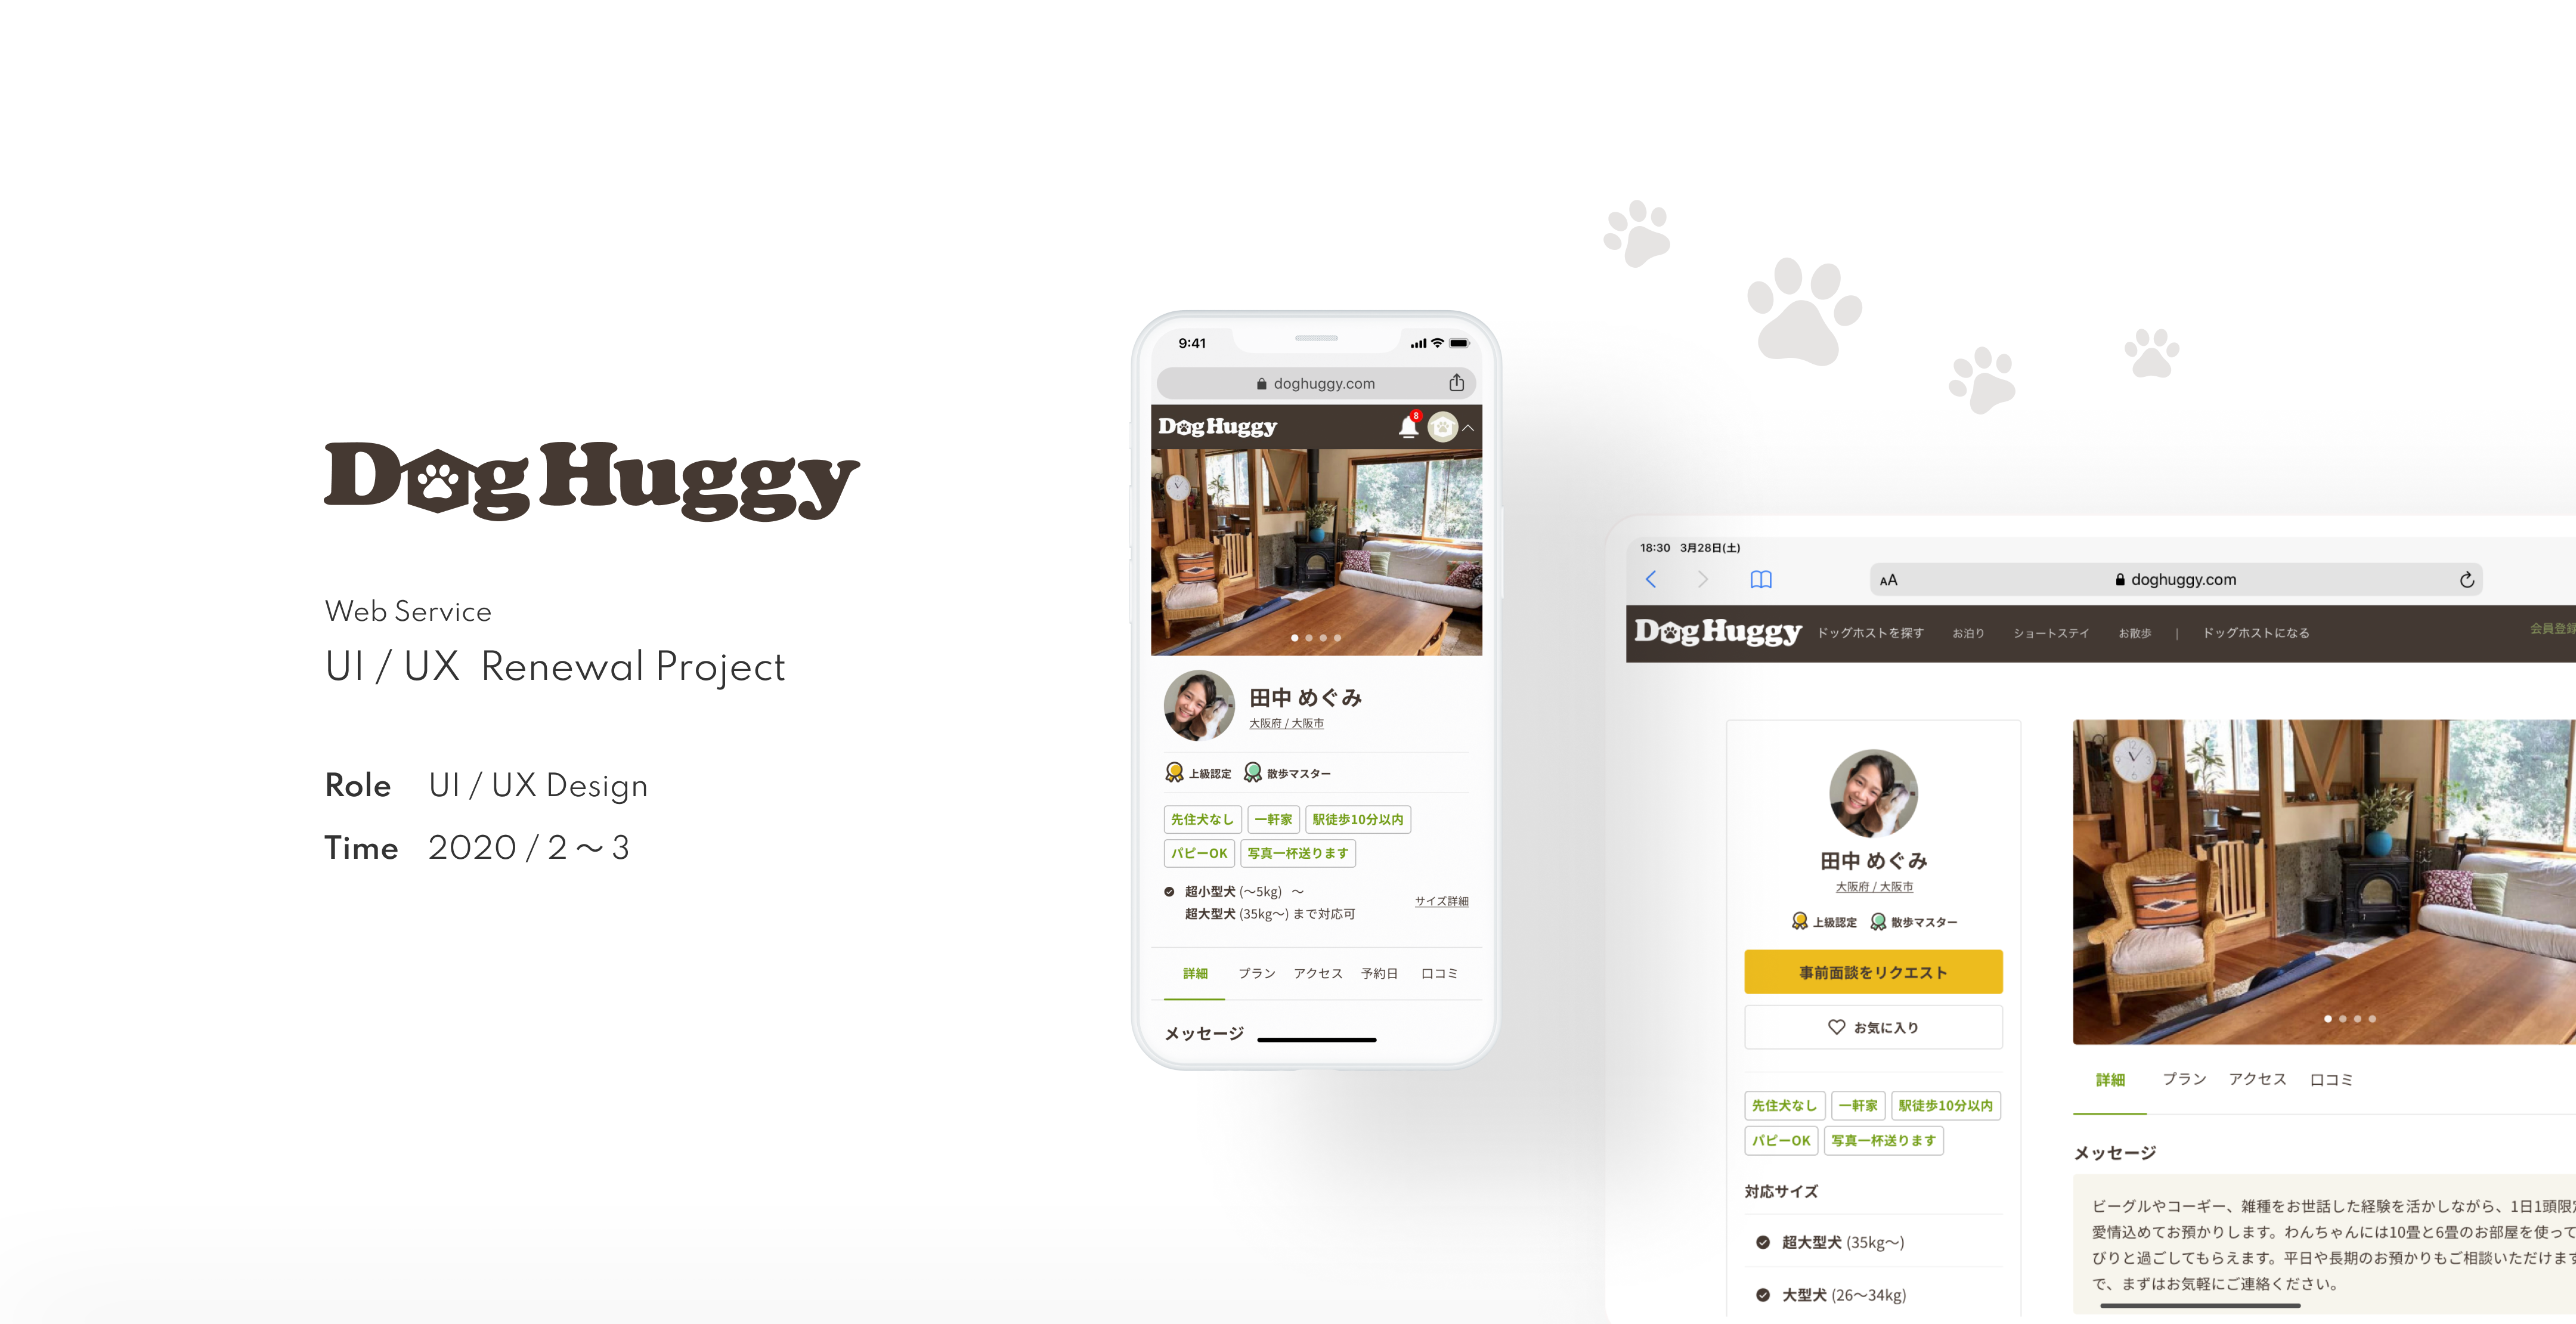 DogHuggy
Web Service
UI / UX Renewal Project
Role UI / UX Design
Time 2020 / 2 〜 3
9:41
doghuggy.com
DogHuggy
8
田中 めぐみ
大阪府 / 大阪市
上級認定 散歩マスター
先住犬なし 一軒家 駅徒歩10分以内
パピーOK 写真一杯送ります
超小型犬 (〜5kg) 〜
超大型犬 (35kg〜) まで対応可
サイズ詳細
詳細 プラン アクセス 予約日 口コミ
メッセージ
18:30 3月28日(土)
AA doghuggy.com
DogHuggy ドッグホストを探す お泊り ショートステイ お散歩 | ドッグホストになる 会員登録
田中 めぐみ
大阪府 / 大阪市
上級認定 散歩マスター
事前面談をリクエスト
お気に入り
先住犬なし 一軒家 駅徒歩10分以内
パピーOK 写真一杯送ります
対応サイズ
超大型犬 (35kg〜)
大型犬 (26〜34kg)
詳細 プラン アクセス 口コミ
メッセージ
ビーグルやコーギー、雑種をお世話した経験を活かしながら、1日1頭限定
愛情込めてお預かりします。わんちゃんには10畳と6畳のお部屋を使って
びりと過ごしてもらえます。平日や長期のお預かりもご相談いただけます
で、まずはお気軽にご連絡ください。